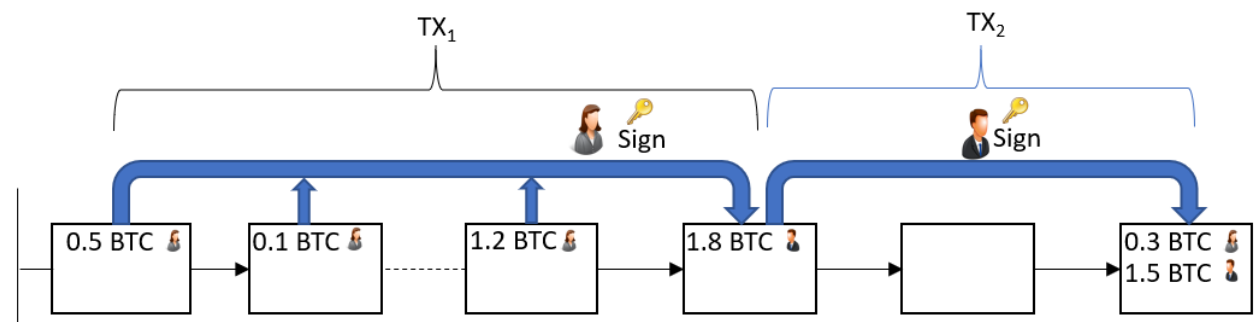 TX₁
TX₂
Sign
Sign
0.5 BTC
0.1 BTC
1.2 BTC
1.8 BTC
0.3 BTC
1.5 BTC